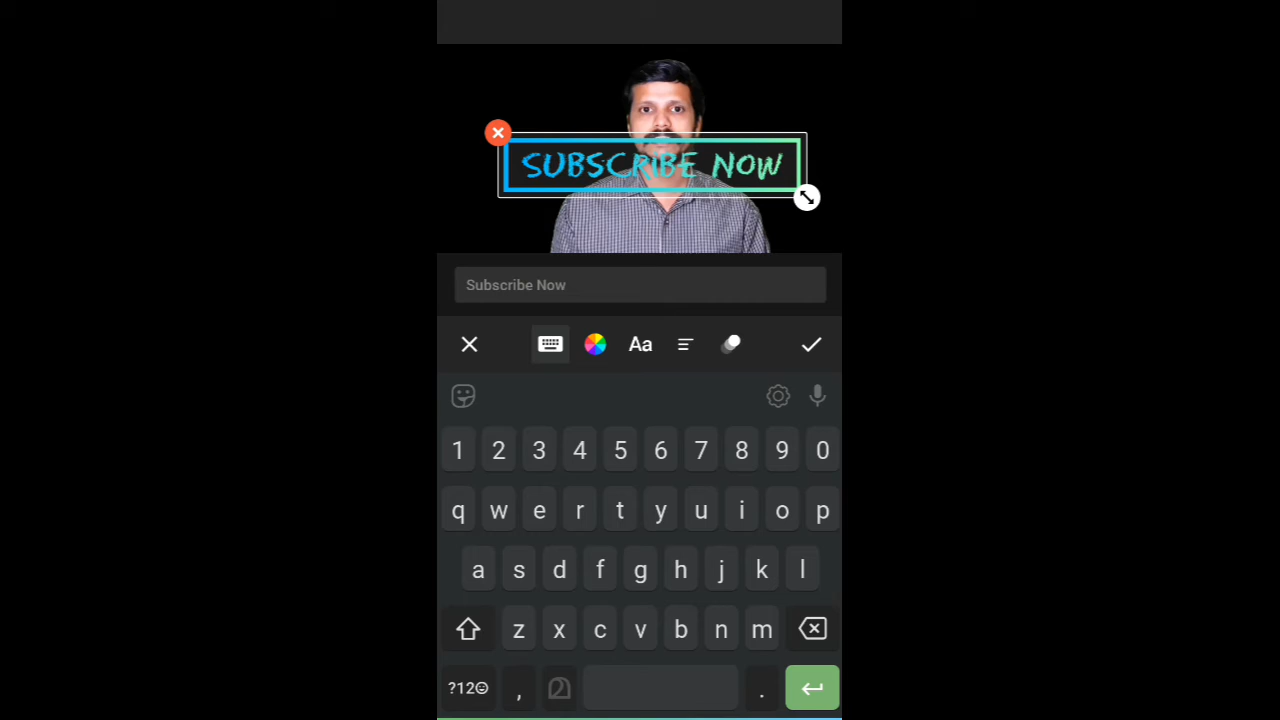 SUBSCRIBE NOW
Subscribe Now
Aa
1 2 3 4 5 6 7 8 9 0
q w e r t y u i o p
a s d f g h j k l
z x c v b n m
?12☺ , മ .